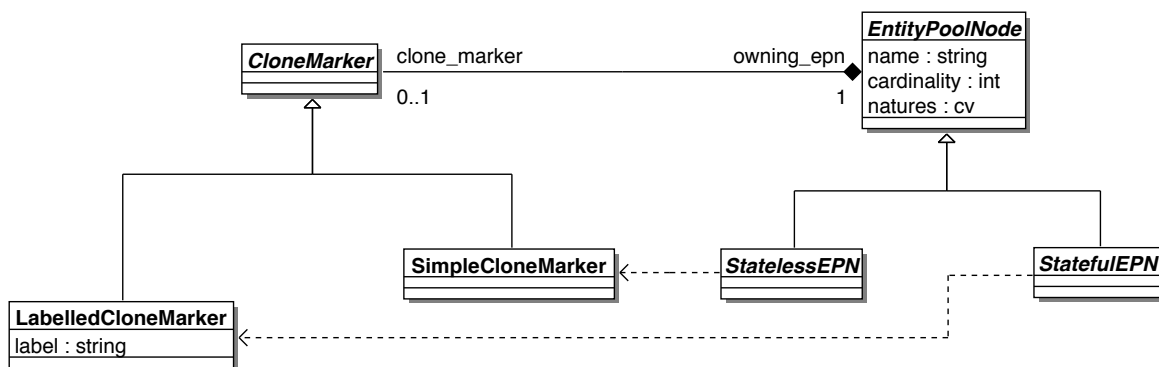 EntityPoolNode
name : string
cardinality : int
natures : cv
CloneMarker
clone_marker
owning_epn
0..1
1
SimpleCloneMarker
StatelessEPN
StatefulEPN
LabelledCloneMarker
label : string